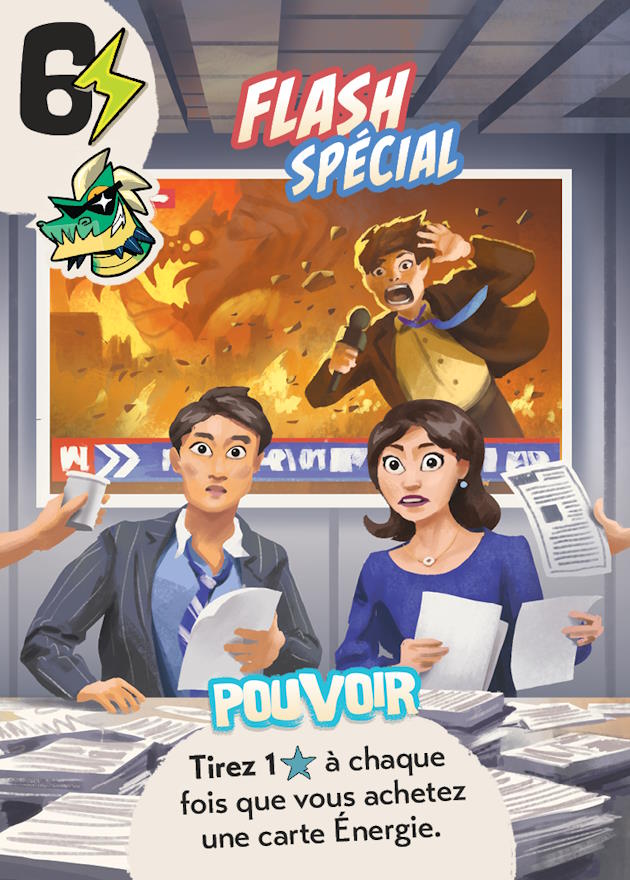 6
FLASH
SPÉCIAL
POUVOIR
Tirez 1 à chaque
fois que vous achetez
une carte Énergie.